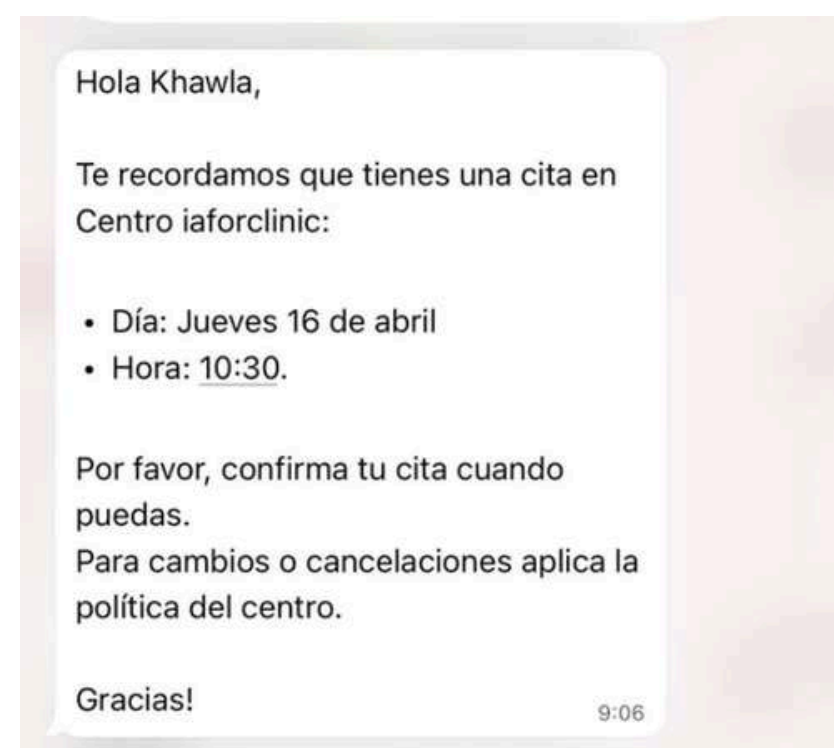 Hola Khawla,
Te recordamos que tienes una cita en
Centro iaforclinic:
• Día: Jueves 16 de abril
• Hora: 10:30.
Por favor, confirma tu cita cuando
puedas.
Para cambios o cancelaciones aplica la
política del centro.
Gracias!
9:06